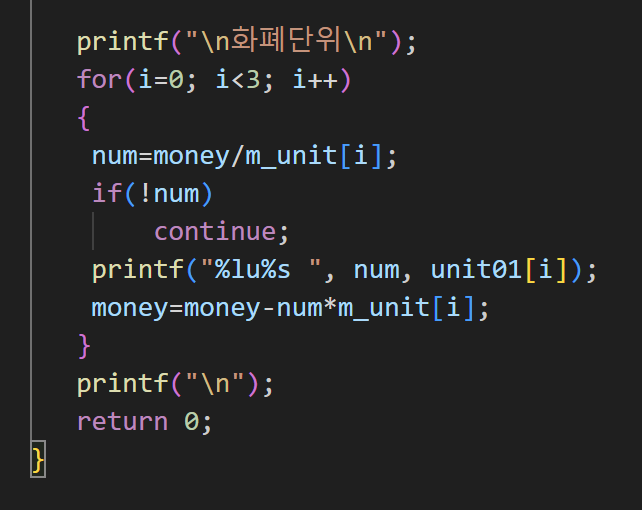 printf("\n화폐단위\n");
for(i=0; i<3; i++)
{
num=money/m_unit[i];
if(!num)
continue;
printf("%lu%s ", num, unit01[i]);
money=money-num*m_unit[i];
}
printf("\n");
return 0;
}